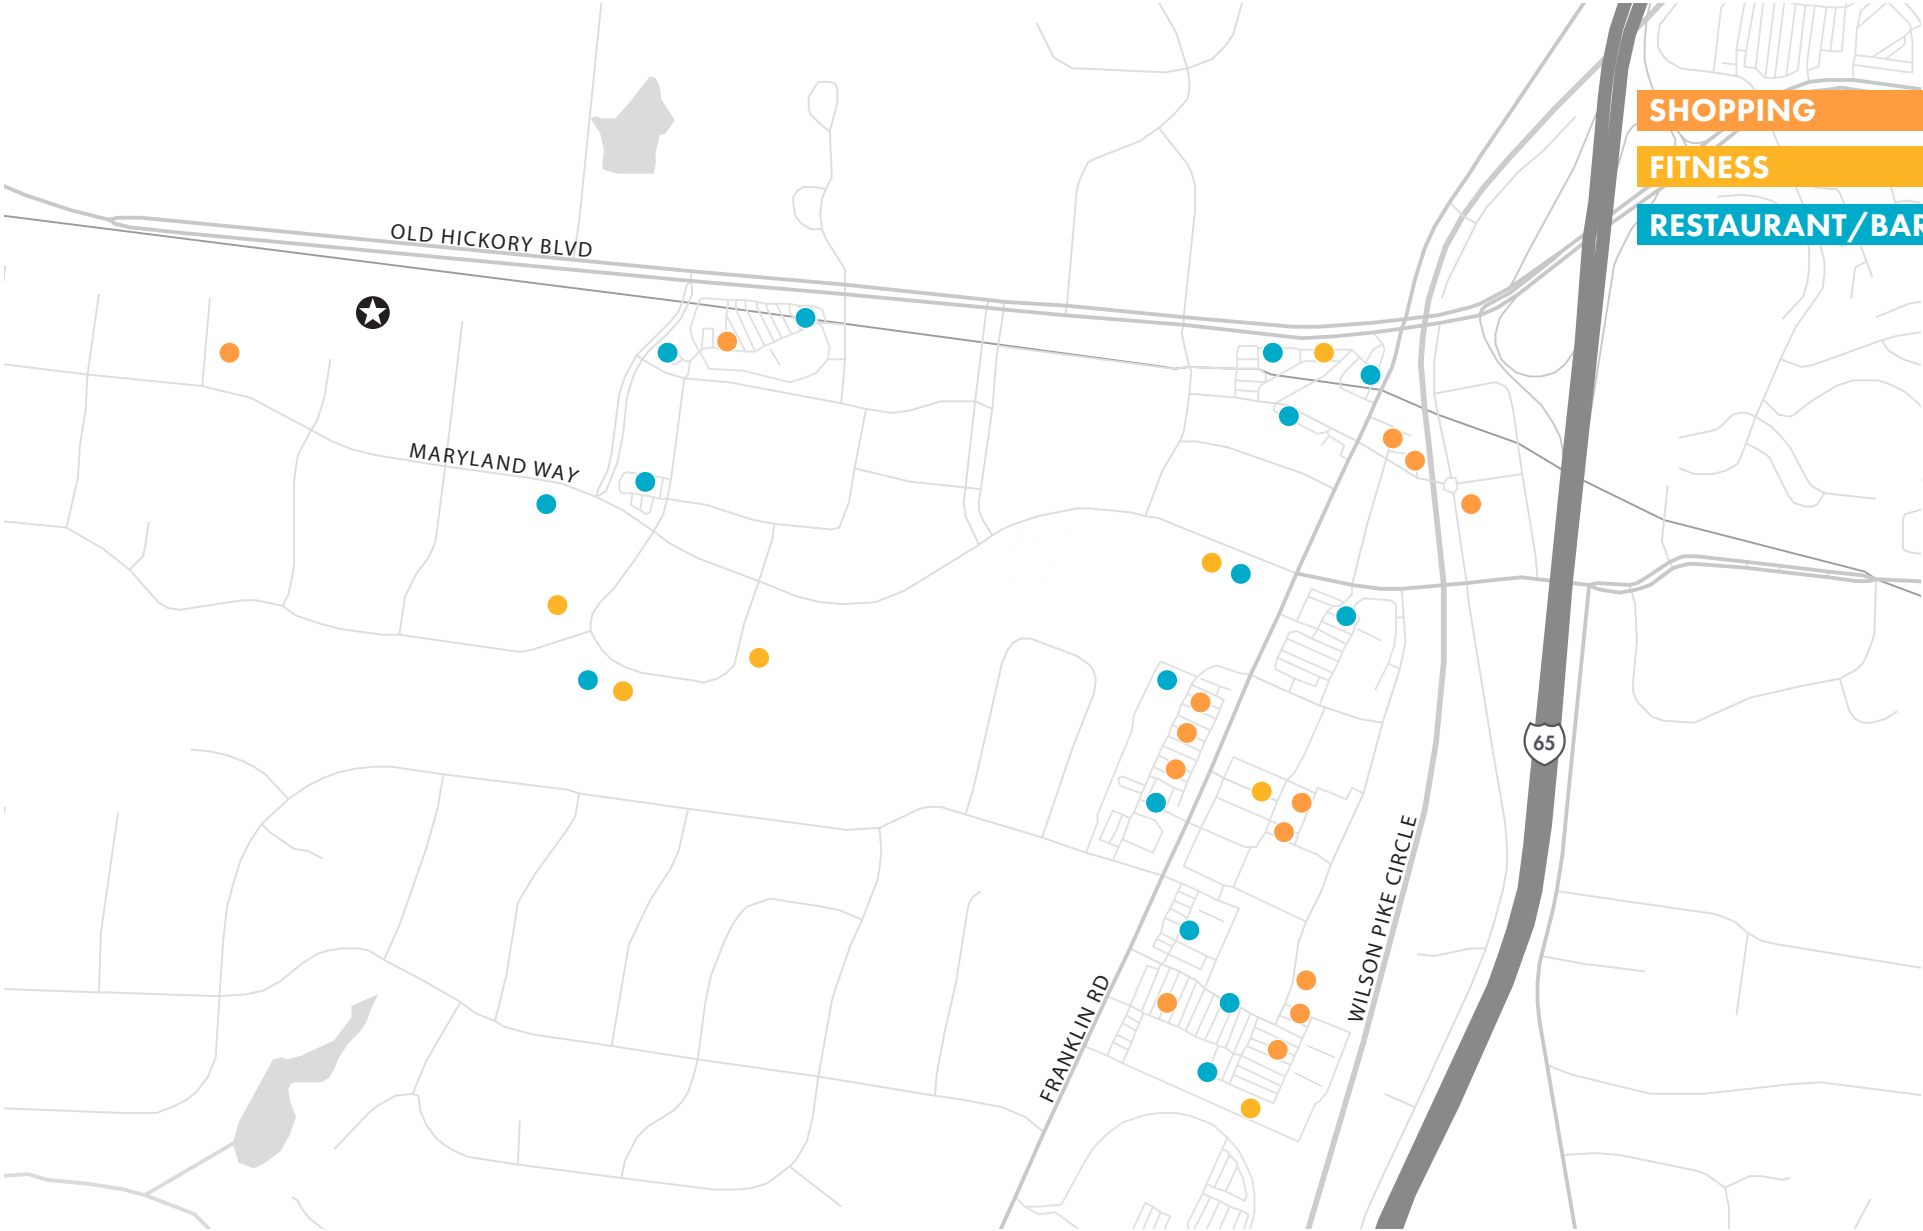 SHOPPING
FITNESS
RESTAURANT/BAR
OLD HICKORY BLVD
MARYLAND WAY
65
WILSON PIKE CIRCLE
FRANKLIN RD